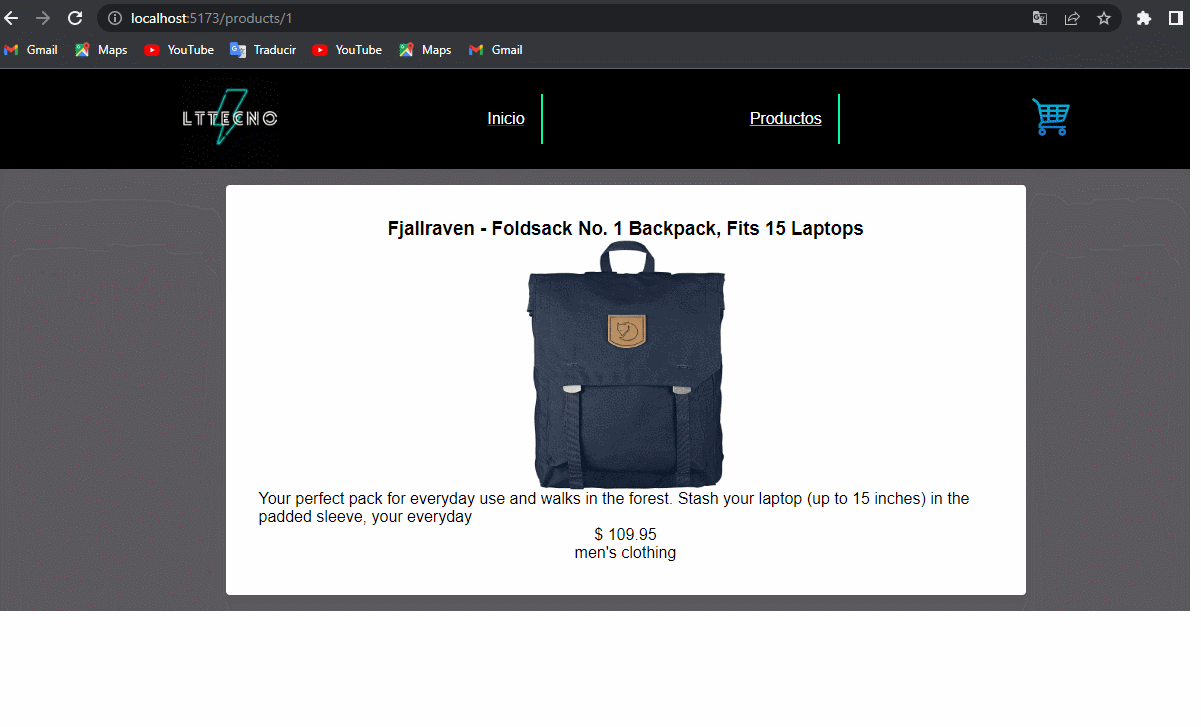 localhost:5173/products/1
Gmail Maps YouTube Traducir YouTube Maps Gmail
LTTECNO Inicio Productos
Fjallraven - Foldsack No. 1 Backpack, Fits 15 Laptops
Your perfect pack for everyday use and walks in the forest. Stash your laptop (up to 15 inches) in the
padded sleeve, your everyday
$ 109.95
men's clothing